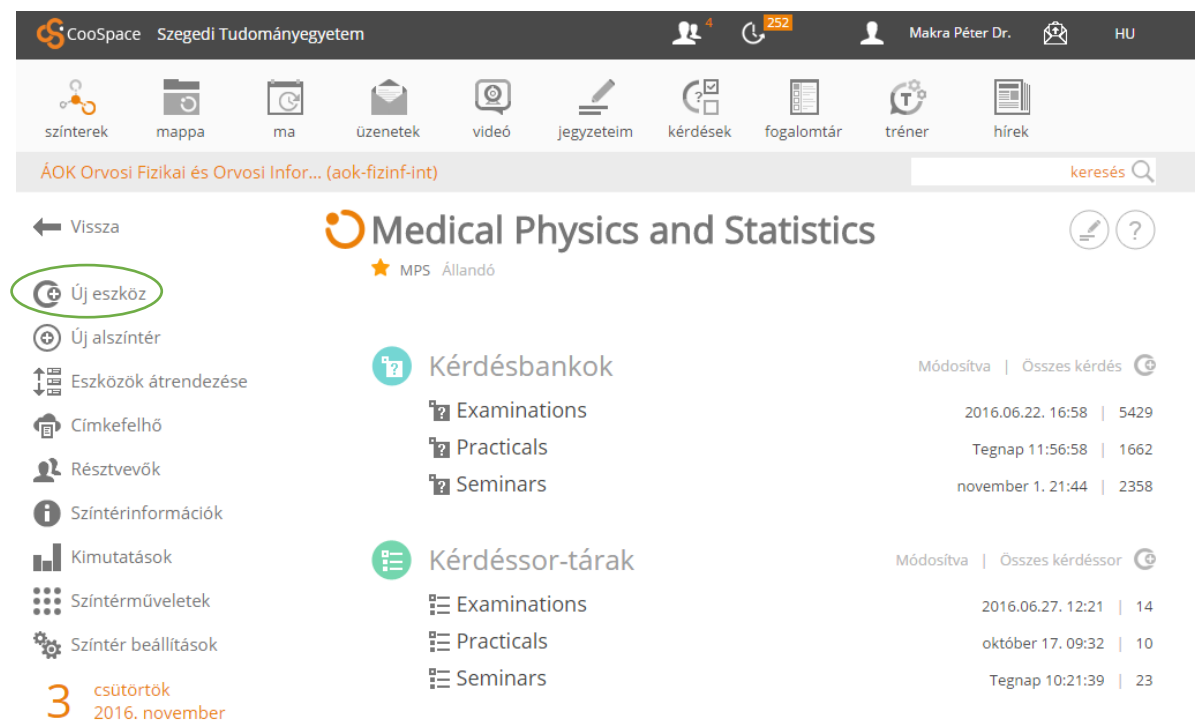 CooSpace Szegedi Tudományegyetem 4 252 Makra Péter Dr. HU
színterek mappa ma üzenetek videó jegyzeteim kérdések fogalomtár tréner hírek
ÁOK Orvosi Fizikai és Orvosi Infor... (aok-fizinf-int) keresés
Vissza
Medical Physics and Statistics
MPS Állandó
Új eszköz
Új alszíntér
Eszközök átrendezése
Címkefelhő
Résztvevők
Színtérinformációk
Kimutatások
Színtérműveletek
Színtér beállítások
3 csütörtök
2016. november
Kérdésbankok Módosítva | Összes kérdés
Examinations 2016.06.22. 16:58 | 5429
Practicals Tegnap 11:56:58 | 1662
Seminars november 1. 21:44 | 2358
Kérdéssor-tárak Módosítva | Összes kérdéssor
Examinations 2016.06.27. 12:21 | 14
Practicals október 17. 09:32 | 10
Seminars Tegnap 10:21:39 | 23